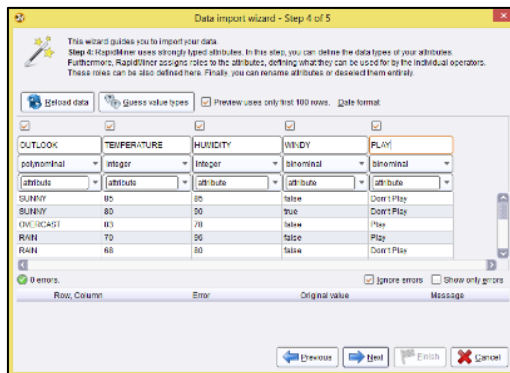 Data import wizard - Step 4 of 5
This wizard guides you to import your data.
Step 4: RapidMiner uses strongly typed attributes. In this step, you can define the data types of your attributes.
Furthermore, RapidMiner assigns roles to the attributes, defining what they can be used for by the individual operators.
These roles can be also defined here. Finally, you can rename attributes or deselect them entirely.
Reload data Guess value types Preview uses only first 100 rows. Date format
OUTLOOK TEMPERATURE HUMIDITY WINDY PLAY
polynominal integer integer binominal binominal
attribute attribute attribute attribute attribute
SUNNY 85 85 false Don't Play
SUNNY 80 90 true Don't Play
OVERCAST 83 78 false Play
RAIN 70 96 false Play
RAIN 68 80 false Don't Play
0 errors. Ignore errors Show only errors
Row, Column Error Original value Message
Previous Next Finish Cancel